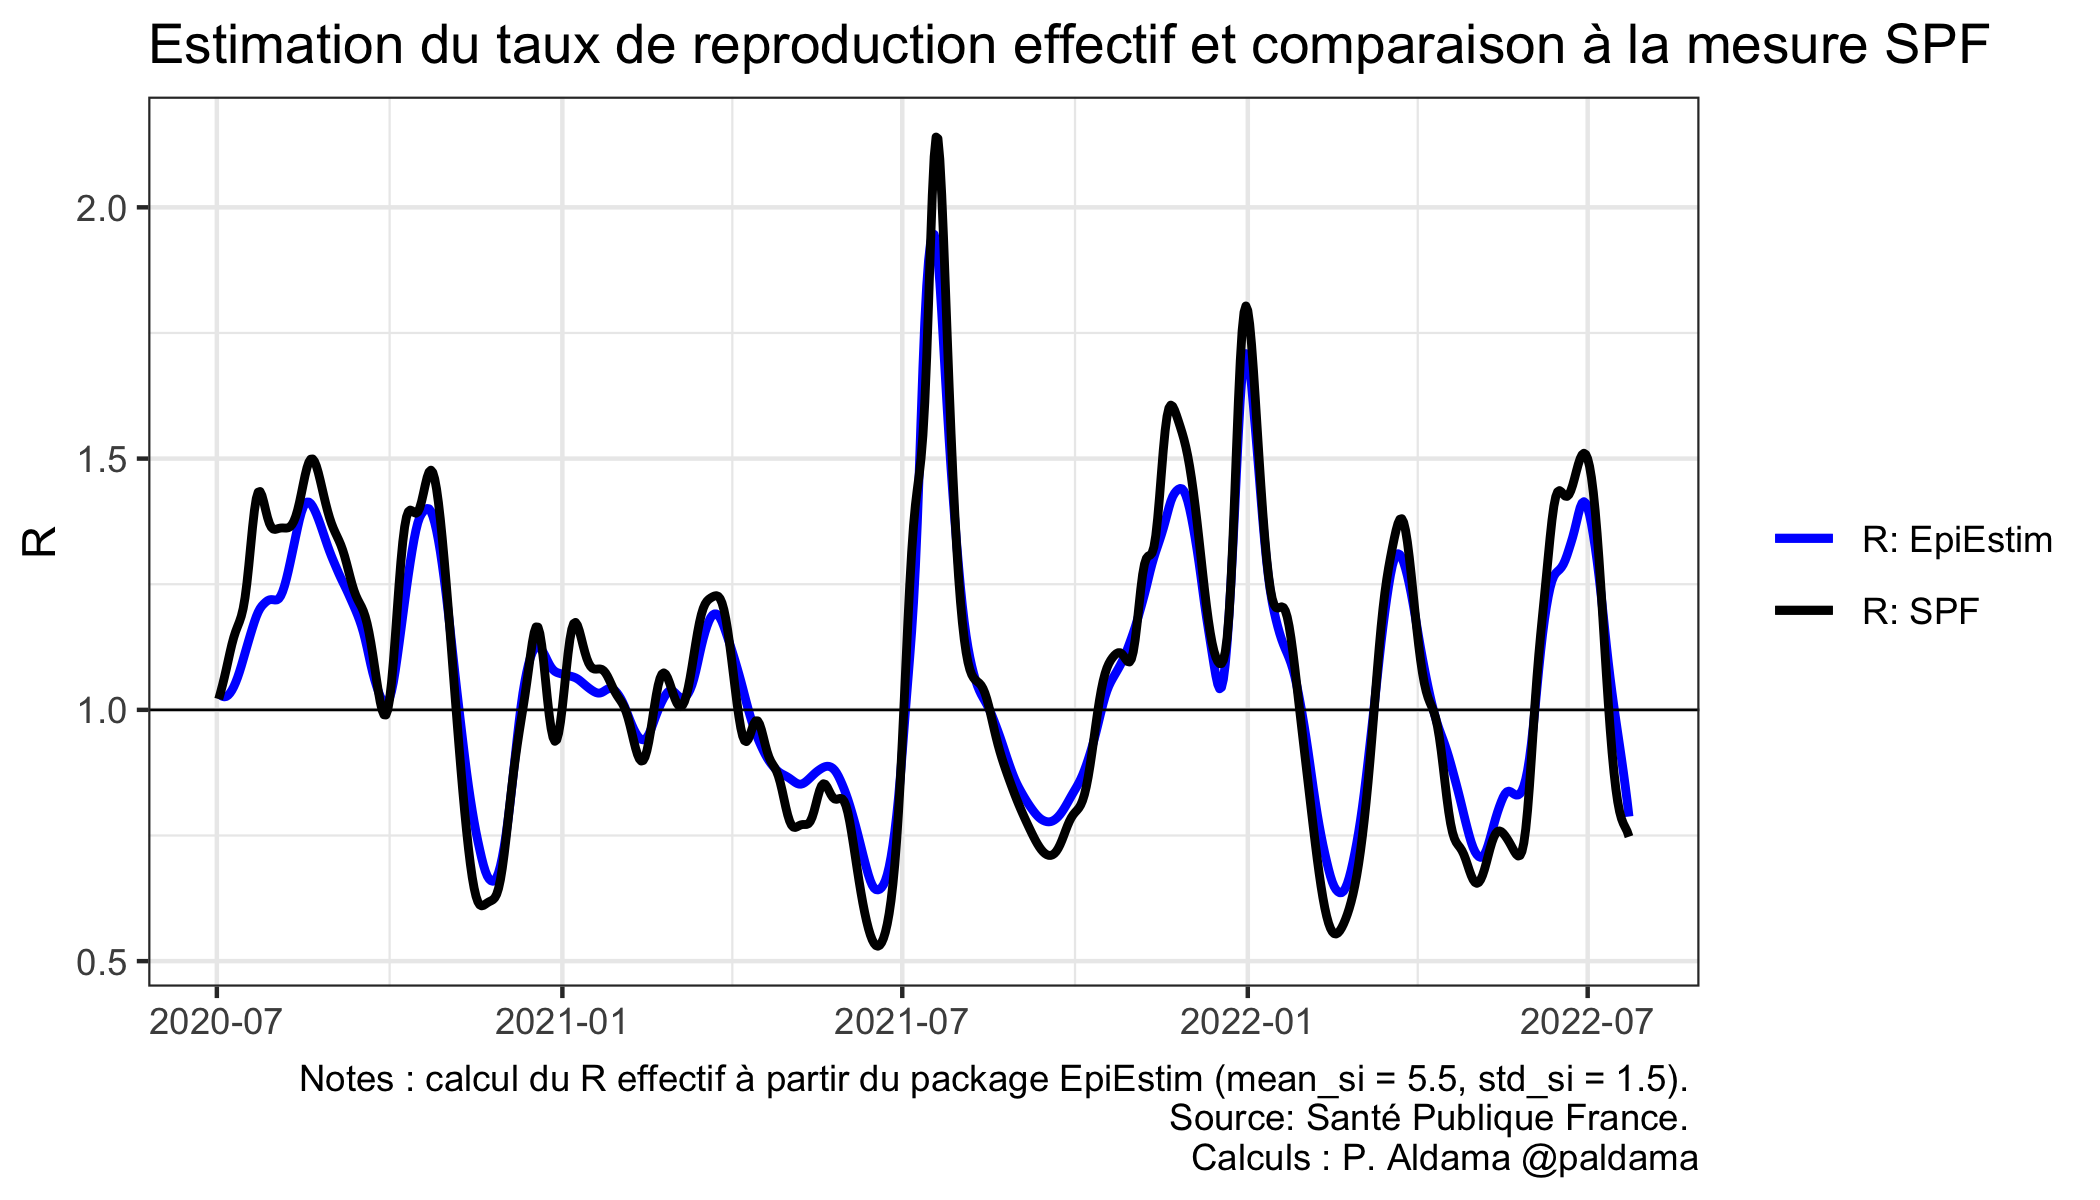 Estimation du taux de reproduction effectif et comparaison à la mesure SPF
R
2.0
1.5
1.0
0.5
2020-07
2021-01
2021-07
2022-01
2022-07
R: EpiEstim
R: SPF
Notes : calcul du R effectif à partir du package EpiEstim (mean_si = 5.5, std_si = 1.5).
Source: Santé Publique France.
Calculs : P. Aldama @paldama